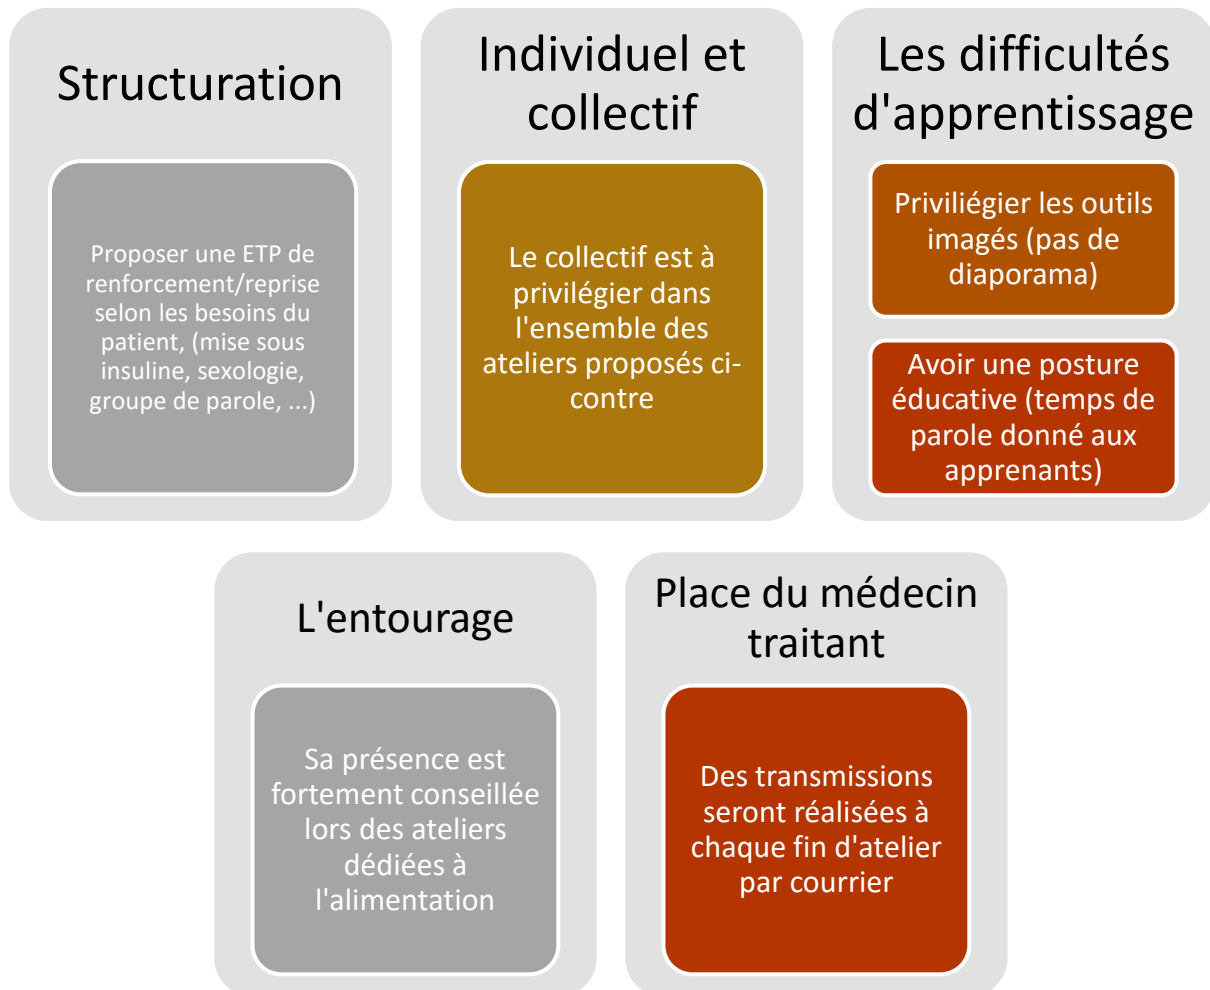 Structuration
Proposer une ETP de
renforcement/reprise
selon les besoins du
patient, (mise sous
insuline, sexologie,
groupe de parole, ...)
Individuel et
collectif
Le collectif est à
privilégier dans
l'ensemble des
ateliers proposés ci-
contre
Les difficultés
d'apprentissage
Priviliégier les outils
imagés (pas de
diaporama)
Avoir une posture
éducative (temps de
parole donné aux
apprenants)
L'entourage
Sa présence est
fortement conseillée
lors des ateliers
dédiées à
l'alimentation
Place du médecin
traitant
Des transmissions
seront réalisées à
chaque fin d'atelier
par courrier